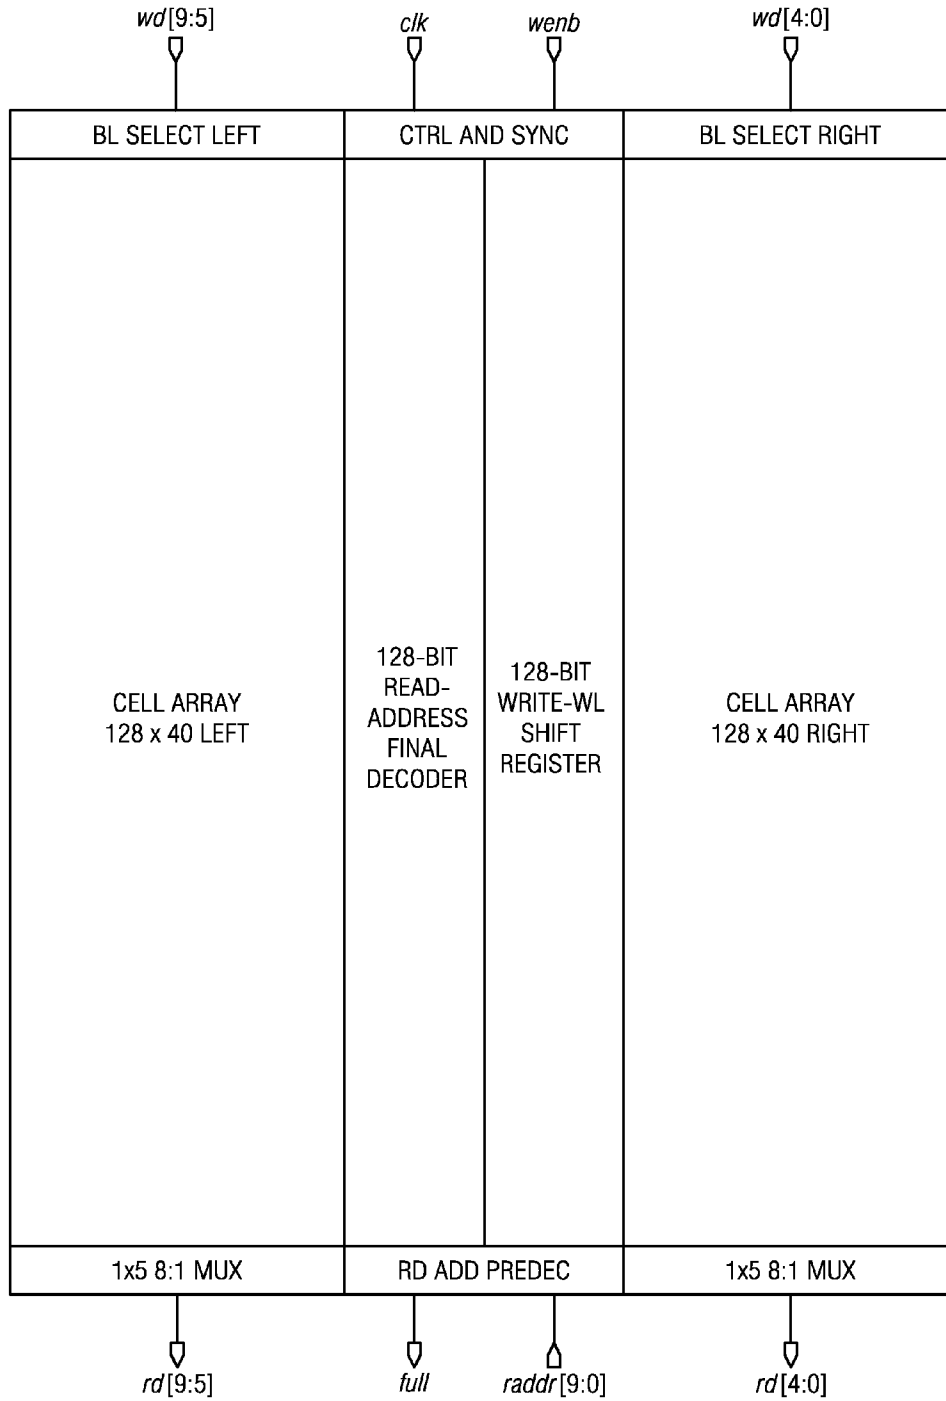 wd[9:5]
clk
wenb
wd[4:0]
BL SELECT LEFT
CTRL AND SYNC
BL SELECT RIGHT
CELL ARRAY
128 x 40 LEFT
128-BIT
READ-
ADDRESS
FINAL
DECODER
128-BIT
WRITE-WL
SHIFT
REGISTER
CELL ARRAY
128 x 40 RIGHT
1x5 8:1 MUX
RD ADD PREDEC
1x5 8:1 MUX
rd[9:5]
full
raddr[9:0]
rd[4:0]